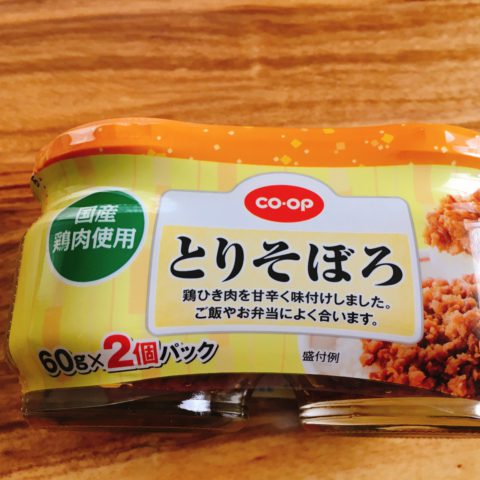 CO・OP
国産
鶏肉使用
とりそぼろ
鶏ひき肉を甘辛く味付けしました。
ご飯やお弁当によく合います。
60g×2個パック
盛付例